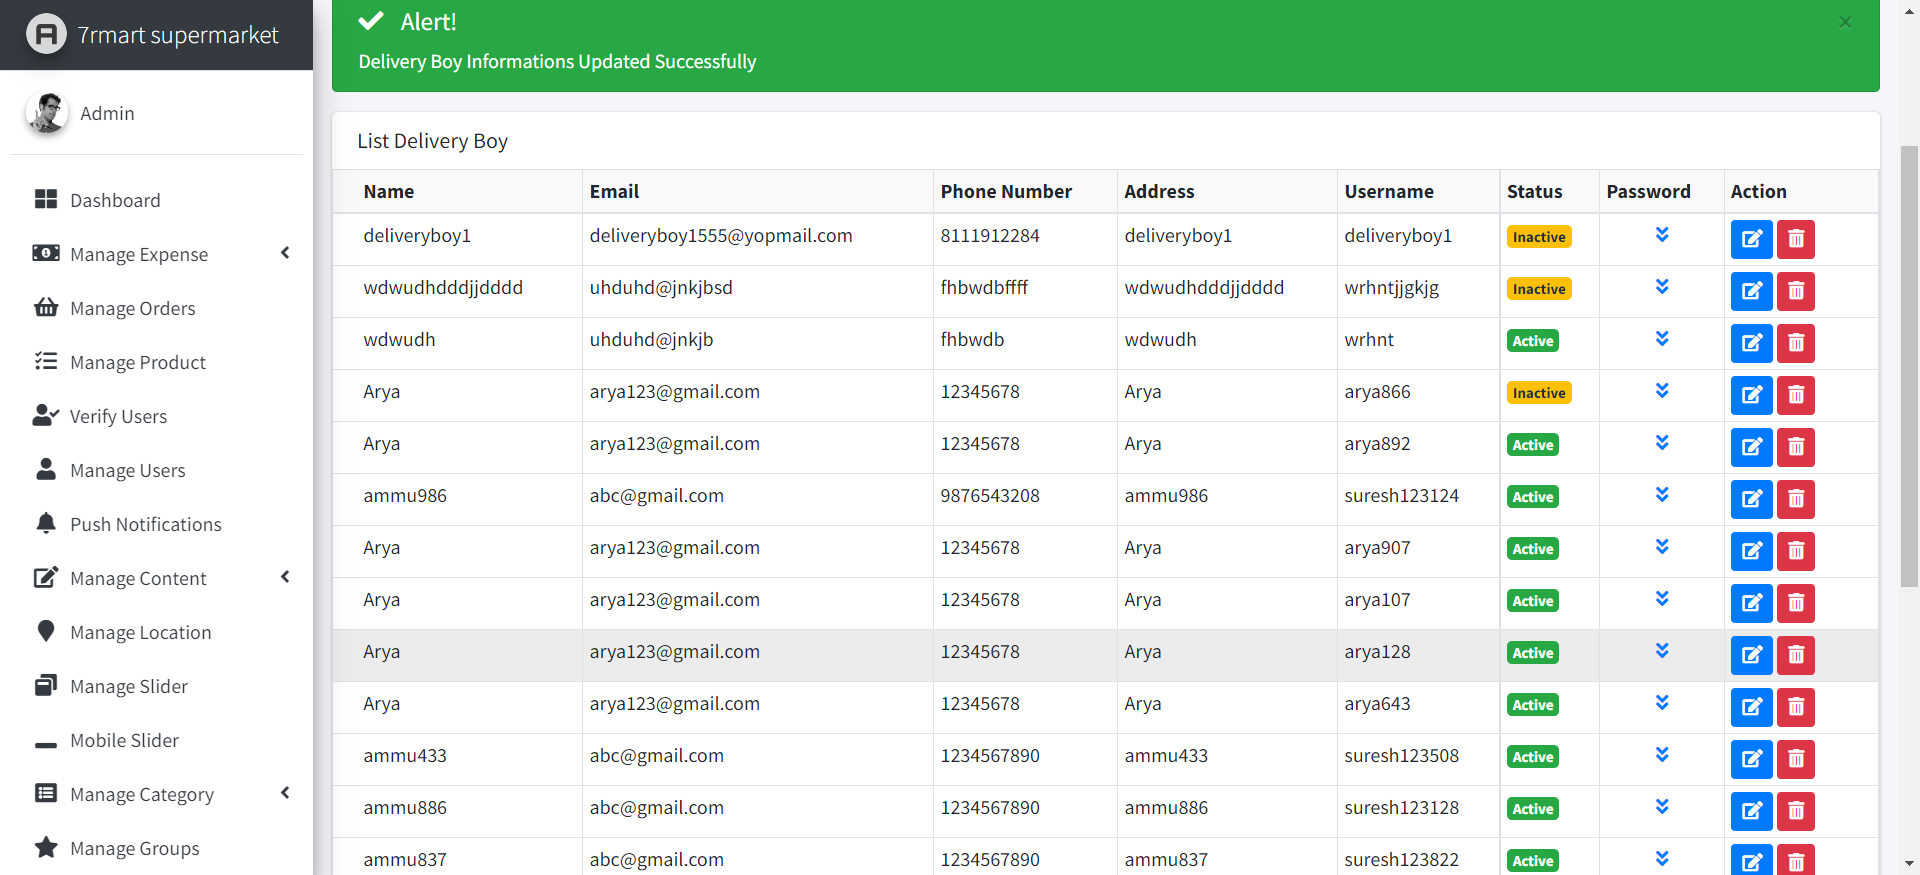 7rmart supermarket
Admin
Dashboard
Manage Expense
Manage Orders
Manage Product
Verify Users
Manage Users
Push Notifications
Manage Content
Manage Location
Manage Slider
Mobile Slider
Manage Category
Manage Groups
Alert!
×
Delivery Boy Informations Updated Successfully
List Delivery Boy
Name Email Phone Number Address Username Status Password Action
deliveryboy1 deliveryboy1555@yopmail.com 8111912284 deliveryboy1 deliveryboy1 Inactive
wdwudhdddjjdddd uhduhd@jnkjbsd fhbwdbffff wdwudhdddjjdddd wrhntjjgkjg Inactive
wdwudh uhduhd@jnkjb fhbwdb wdwudh wrhnt Active
Arya arya123@gmail.com 12345678 Arya arya866 Inactive
Arya arya123@gmail.com 12345678 Arya arya892 Active
ammu986 abc@gmail.com 9876543208 ammu986 suresh123124 Active
Arya arya123@gmail.com 12345678 Arya arya907 Active
Arya arya123@gmail.com 12345678 Arya arya107 Active
Arya arya123@gmail.com 12345678 Arya arya128 Active
Arya arya123@gmail.com 12345678 Arya arya643 Active
ammu433 abc@gmail.com 1234567890 ammu433 suresh123508 Active
ammu886 abc@gmail.com 1234567890 ammu886 suresh123128 Active
ammu837 abc@gmail.com 1234567890 ammu837 suresh123822 Active